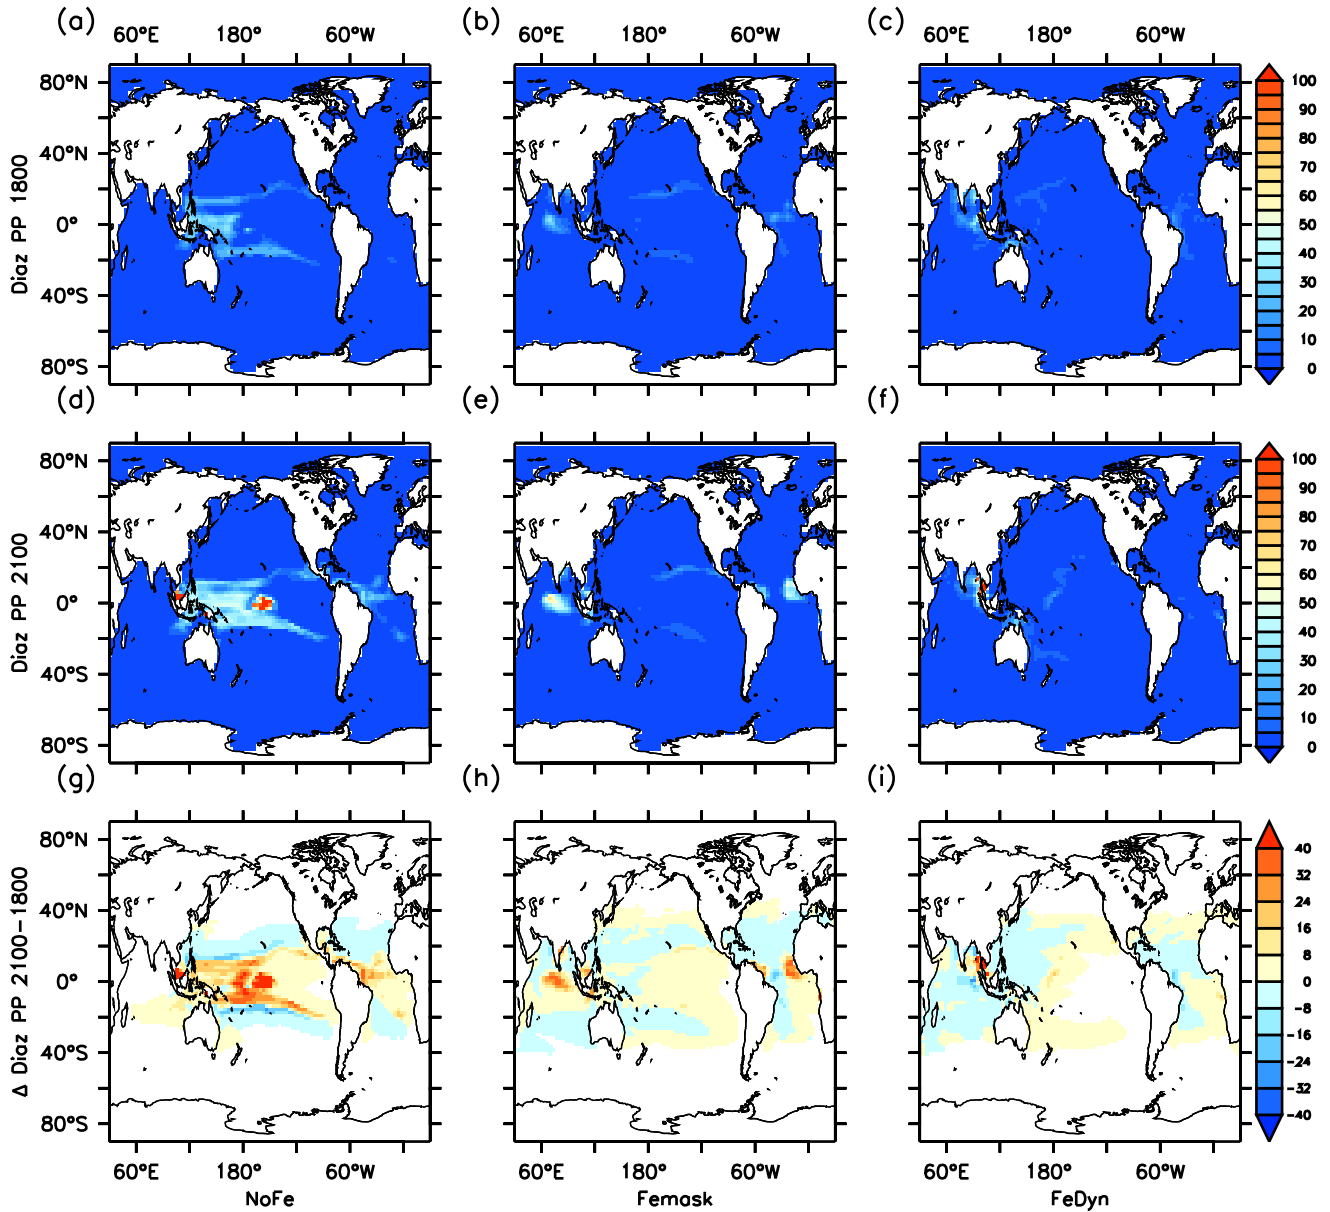 (a) (b) (c)
60°E 180° 60°W 60°E 180° 60°W 60°E 180° 60°W
Diaz PP 1800
80°N
40°N
0°
40°S
80°S
100
90
80
70
60
50
40
30
20
10
0
(d) (e) (f)
Diaz PP 2100
80°N
40°N
0°
40°S
80°S
100
90
80
70
60
50
40
30
20
10
0
(g) (h) (i)
Δ Diaz PP 2100-1800
80°N
40°N
0°
40°S
80°S
40
32
24
16
8
0
-8
-16
-24
-32
-40
60°E 180° 60°W 60°E 180° 60°W 60°E 180° 60°W
NoFe Femask FeDyn